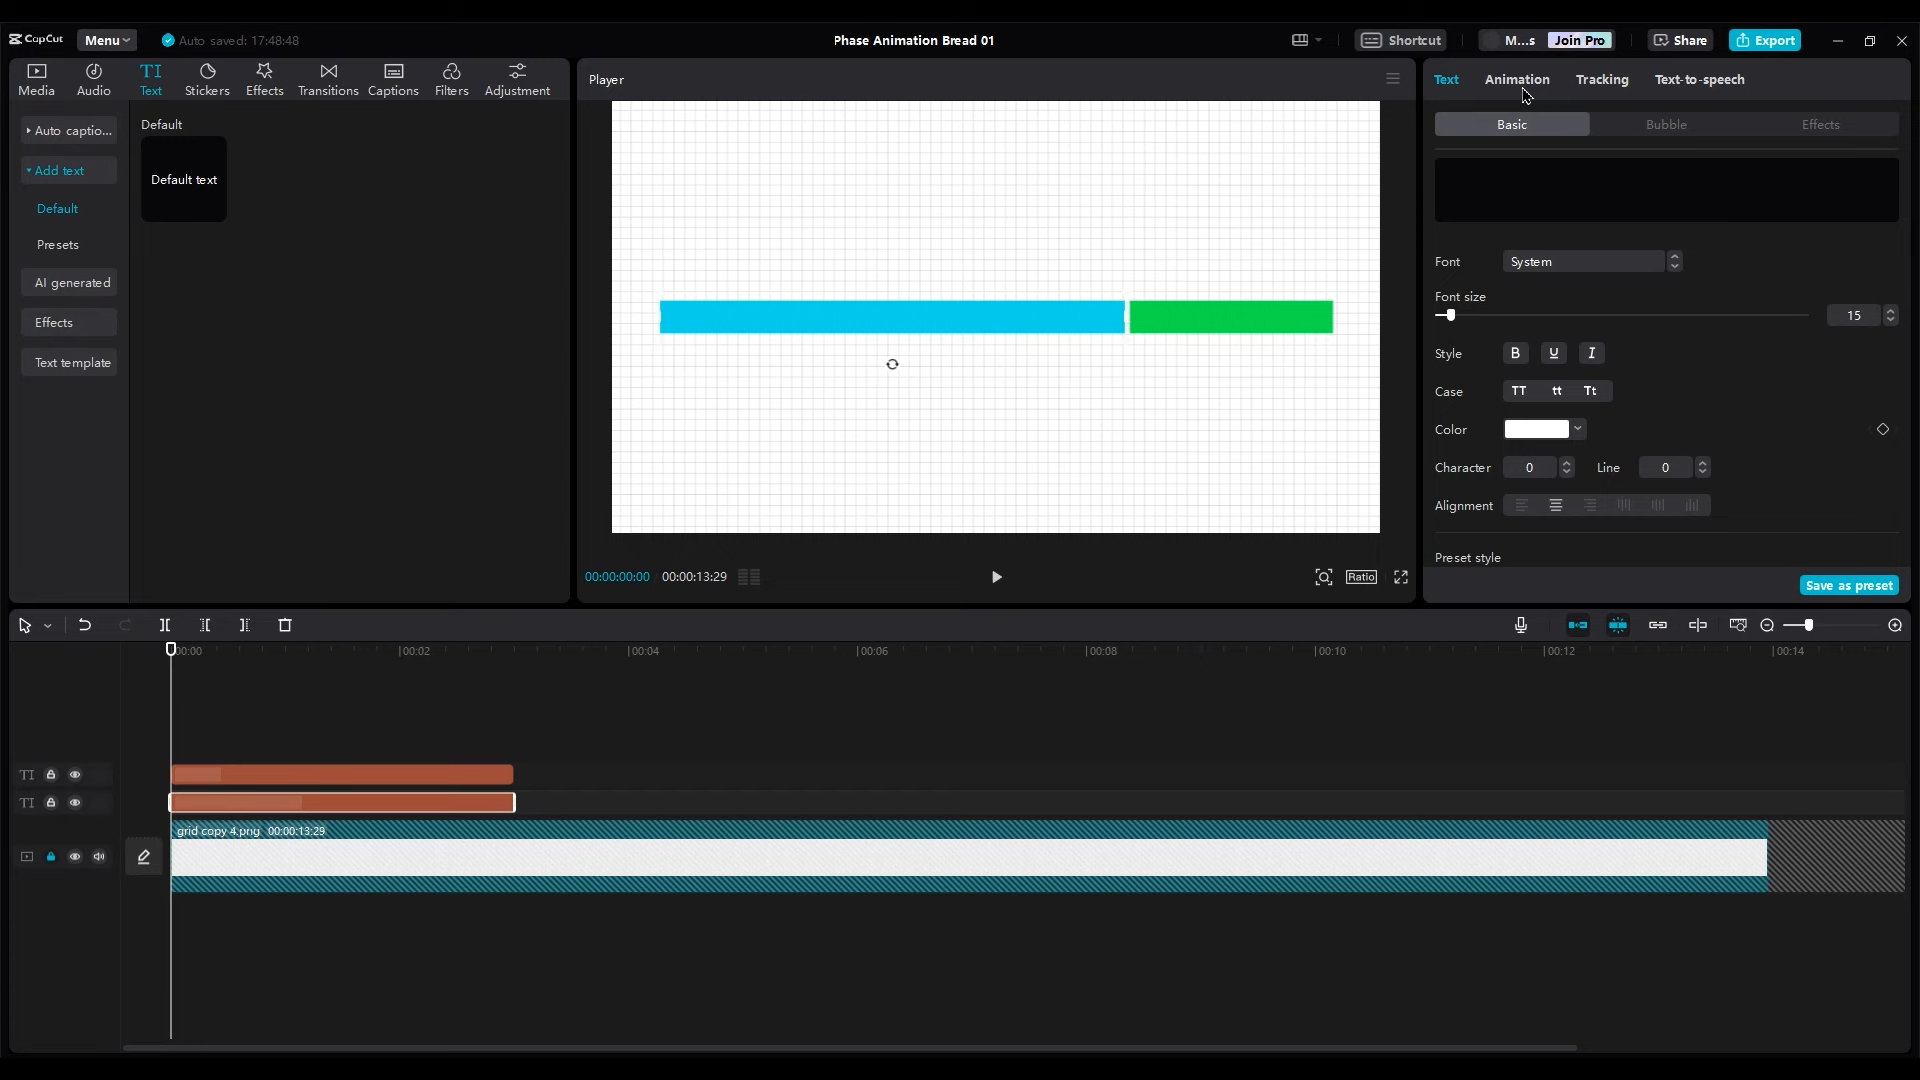 CapCut Menu Auto saved: 17:48:48 Phase Animation Bread 01 Shortcut M...s Join Pro Share Export
Media Audio Text Stickers Effects Transitions Captions Filters Adjustment
TI
Player
Text Animation Tracking Text-to-speech
Auto captio...
Add text
Default
Presets
AI generated
Effects
Text template
Default
Default text
00:00:00:00 00:00:13:29
Ratio
Basic Bubble Effects
Font System
Font size
15
Style B U I
Case TT tt Tt
Color
Character 0 Line 0
Alignment
Preset style
Save as preset
00:00 00:02 00:04 00:06 00:08 00:10 00:12 00:14
TI
TI
grid copy 4.png 00:00:13:29